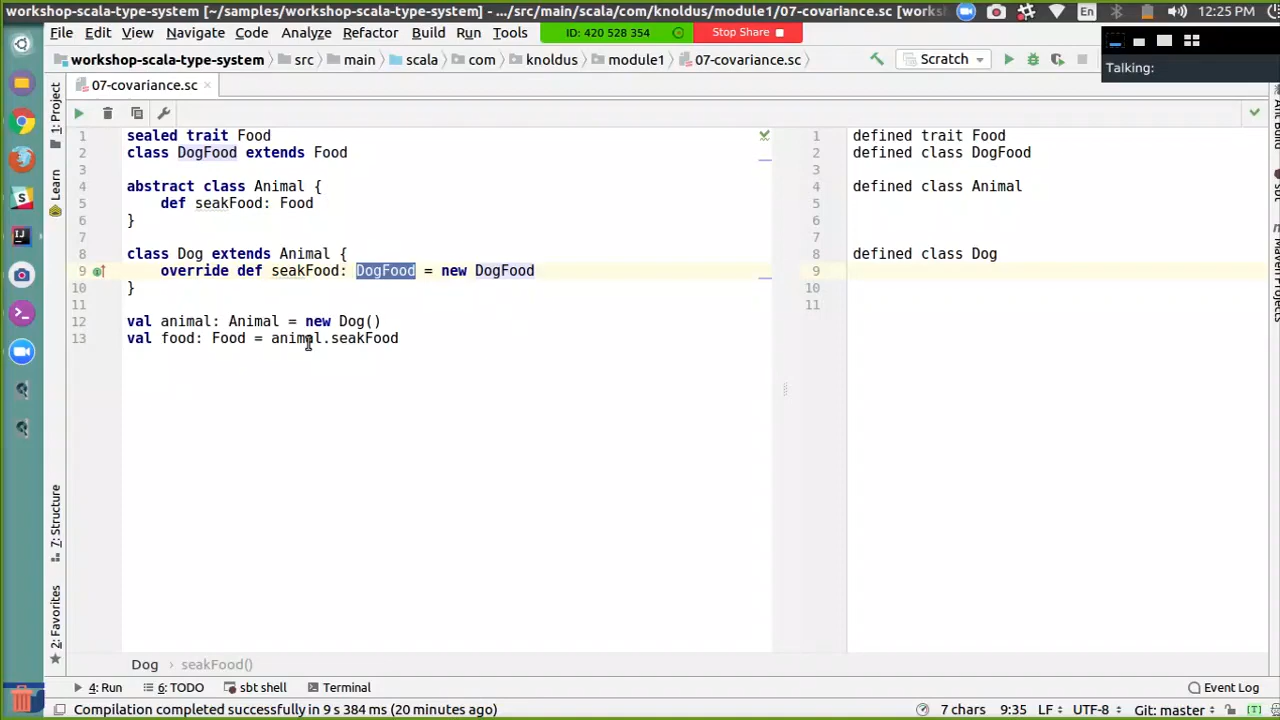 workshop-scala-type-system [~/samples/workshop-scala-type-system] - .../src/main/scala/com/knoldus/module1/07-covariance.sc [works
En 12:25 PM
File Edit View Navigate Code Analyze Refactor Build Run Tools ID: 420 528 354 Stop Share
workshop-scala-type-system src main scala com knoldus module1 07-covariance.sc Scratch
Talking:
07-covariance.sc
1: Project
Learn
7: Structure
2: Favorites
Ant Build
sbt
Maven Projects
1 sealed trait Food
2 class DogFood extends Food
3
4 abstract class Animal {
5 def seakFood: Food
6 }
7
8 class Dog extends Animal {
9 override def seakFood: DogFood = new DogFood
10 }
11
12 val animal: Animal = new Dog()
13 val food: Food = animal.seakFood
1 defined trait Food
2 defined class DogFood
3
4 defined class Animal
5
6
7
8 defined class Dog
9
10
11
Dog › seakFood()
4: Run 6: TODO sbt shell Terminal Event Log
Compilation completed successfully in 9 s 384 ms (20 minutes ago) 7 chars 9:35 LF÷ UTF-8÷ Git: master÷ [T]